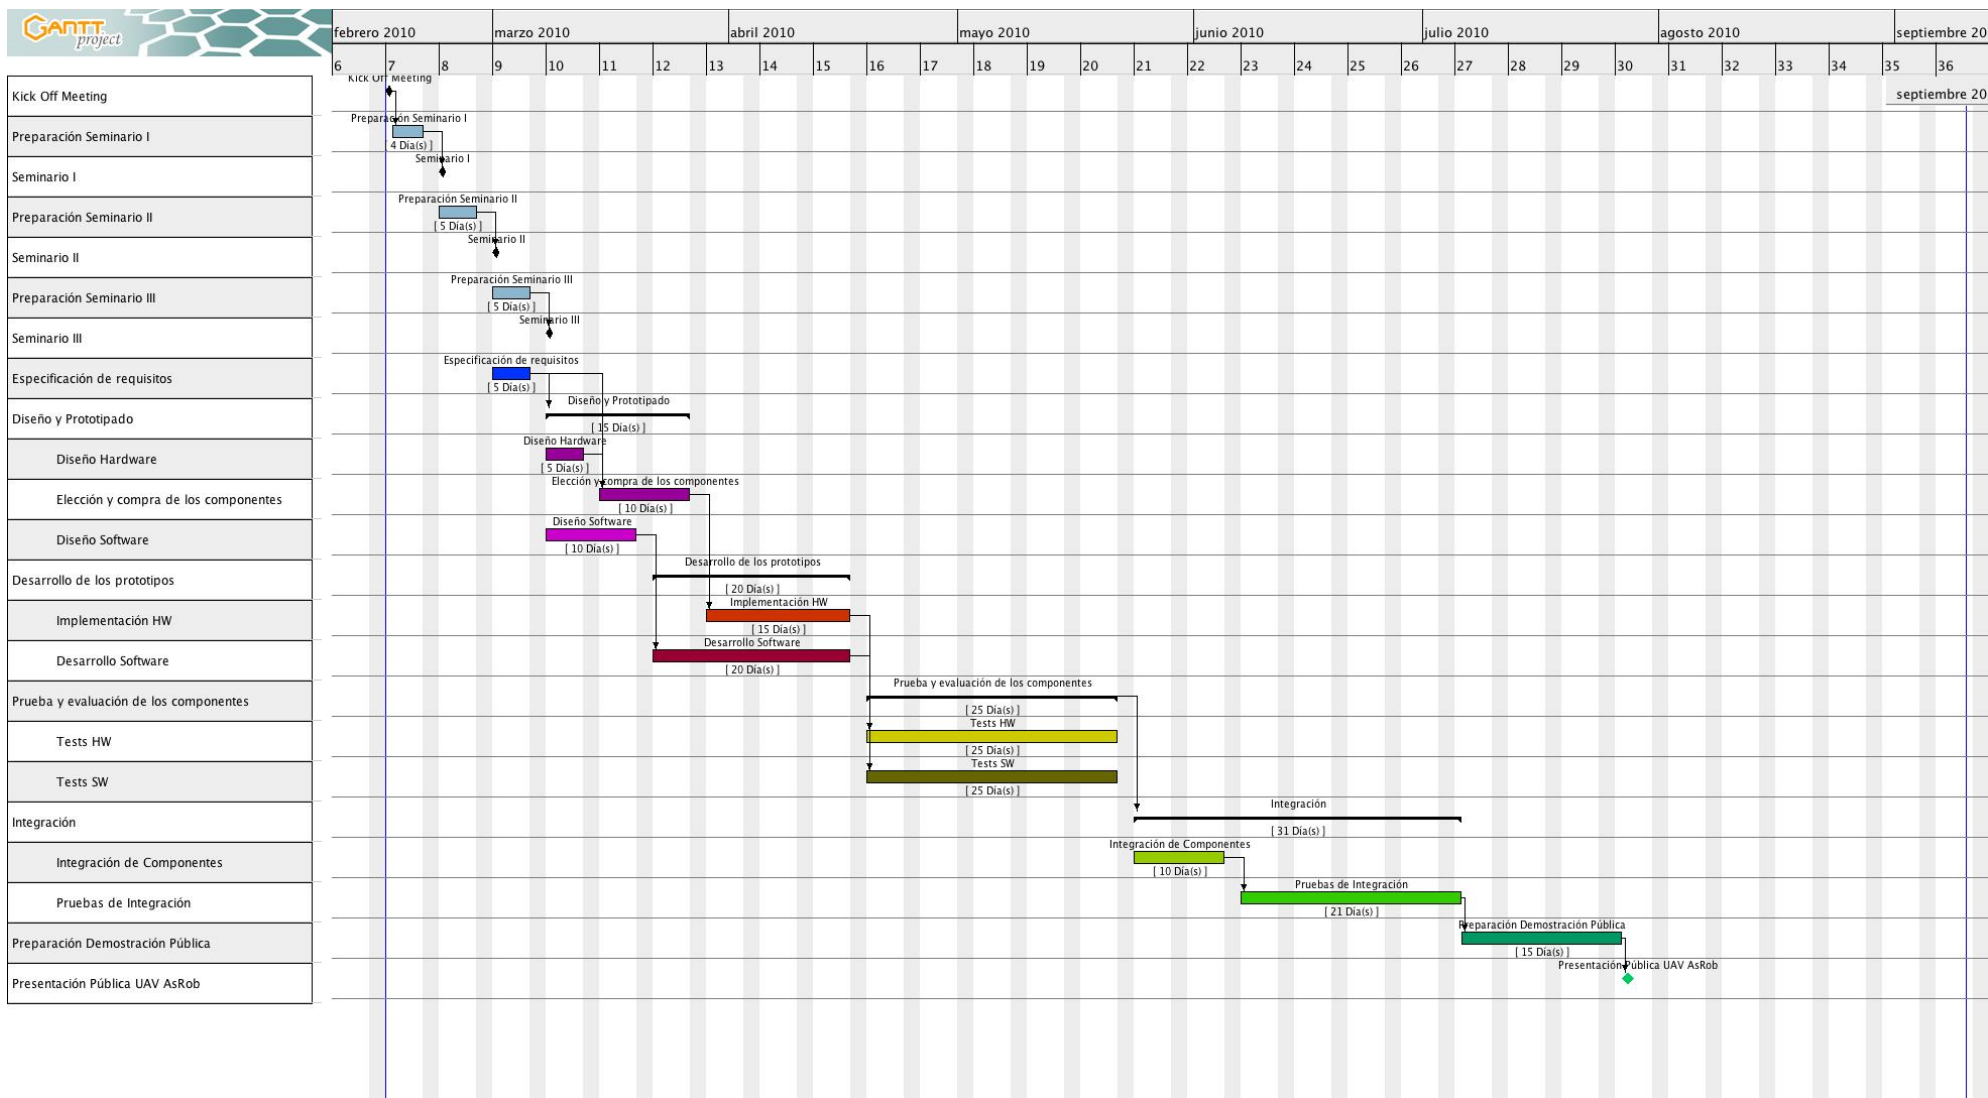 GANTT
project
febrero 2010 marzo 2010 abril 2010 mayo 2010 junio 2010 julio 2010 agosto 2010 septiembre 20
6 7 8 9 10 11 12 13 14 15 16 17 18 19 20 21 22 23 24 25 26 27 28 29 30 31 32 33 34 35 36
septiembre 20
Kick Off Meeting
Kick Off Meeting
Preparación Seminario I
Preparación Seminario I
4 Día(s) ]
Seminario I
Seminario I
Preparación Seminario II
Preparación Seminario II
[ 5 Día(s) ]
Seminario II
Seminario II
Preparación Seminario III
Preparación Seminario III
[ 5 Día(s) ]
Seminario III
Seminario III
Especificación de requisitos
Especificación de requisitos
[ 5 Día(s) ]
Diseño y Prototipado
Diseño y Prototipado
[ 15 Día(s) ]
Diseño Hardware
Diseño Hardware
[ 5 Día(s) ]
Elección y compra de los componentes
Elección y compra de los componentes
[ 10 Día(s) ]
Diseño Software
Diseño Software
[ 10 Día(s) ]
Desarrollo de los prototipos
Desarrollo de los prototipos
[ 20 Día(s) ]
Implementación HW
Implementación HW
[ 15 Día(s) ]
Desarrollo Software
Desarrollo Software
[ 20 Día(s) ]
Prueba y evaluación de los componentes
Prueba y evaluación de los componentes
[ 25 Día(s) ]
Tests HW
Tests HW
[ 25 Día(s) ]
Tests SW
Tests SW
[ 25 Día(s) ]
Integración
Integración
[ 31 Día(s) ]
Integración de Componentes
Integración de Componentes
[ 10 Día(s) ]
Pruebas de Integración
Pruebas de Integración
[ 21 Día(s) ]
Preparación Demostración Pública
Preparación Demostración Pública
[ 15 Día(s) ]
Presentación Pública UAV AsRob
Presentación Pública UAV AsRob